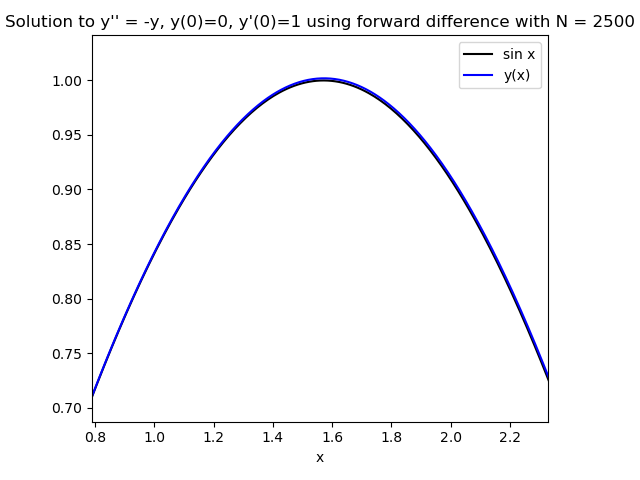 Solution to y'' = -y, y(0)=0, y'(0)=1 using forward difference with N = 2500
sin x
y(x)
1.00
0.95
0.90
0.85
0.80
0.75
0.70
0.8 1.0 1.2 1.4 1.6 1.8 2.0 2.2
x